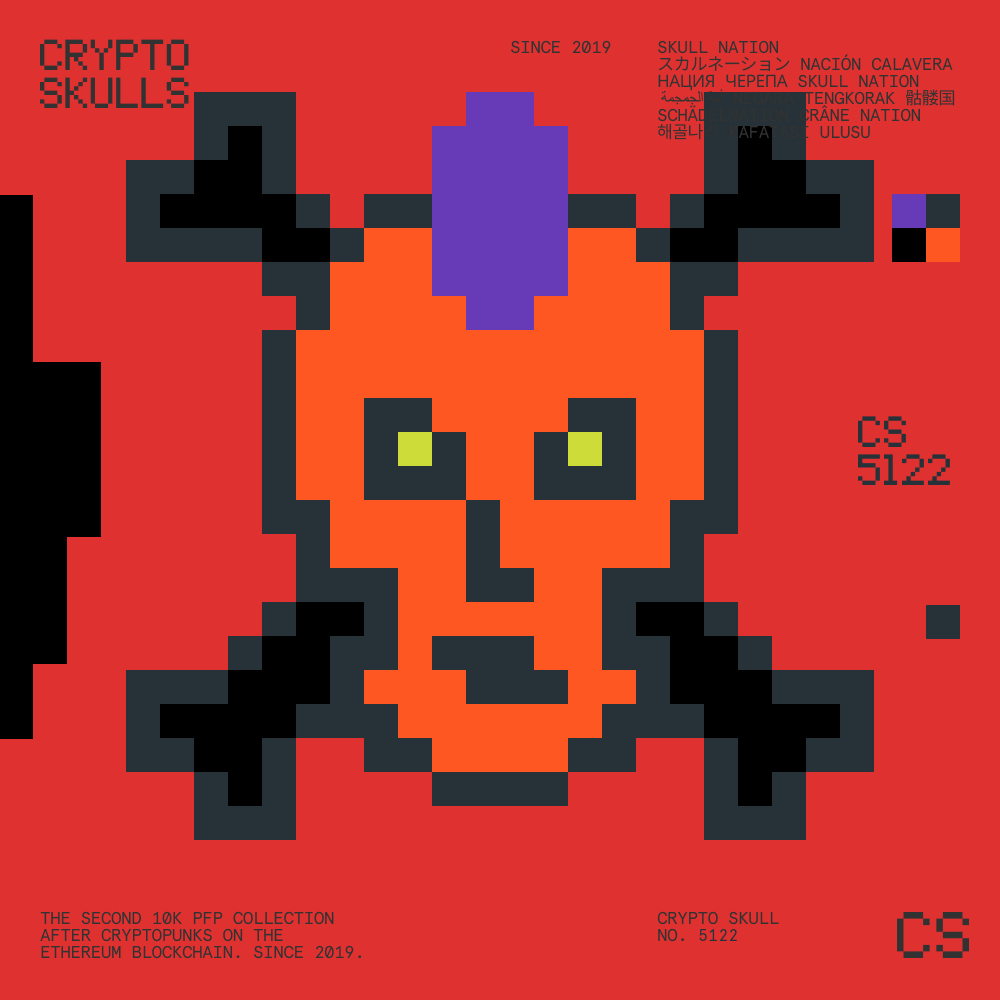 CRYPTO
SKULLS
SINCE 2019
SKULL NATION
スカルネーション NACIÓN CALAVERA
НАЦИЯ ЧЕРЕПА SKULL NATION
الجمجمة TENGKORAK 骷髅国
CRÂNE NATION
ULUSU
CS
5122
THE SECOND 10K PFP COLLECTION
AFTER CRYPTOPUNKS ON THE
ETHEREUM BLOCKCHAIN. SINCE 2019.
CRYPTO SKULL
NO. 5122
CS